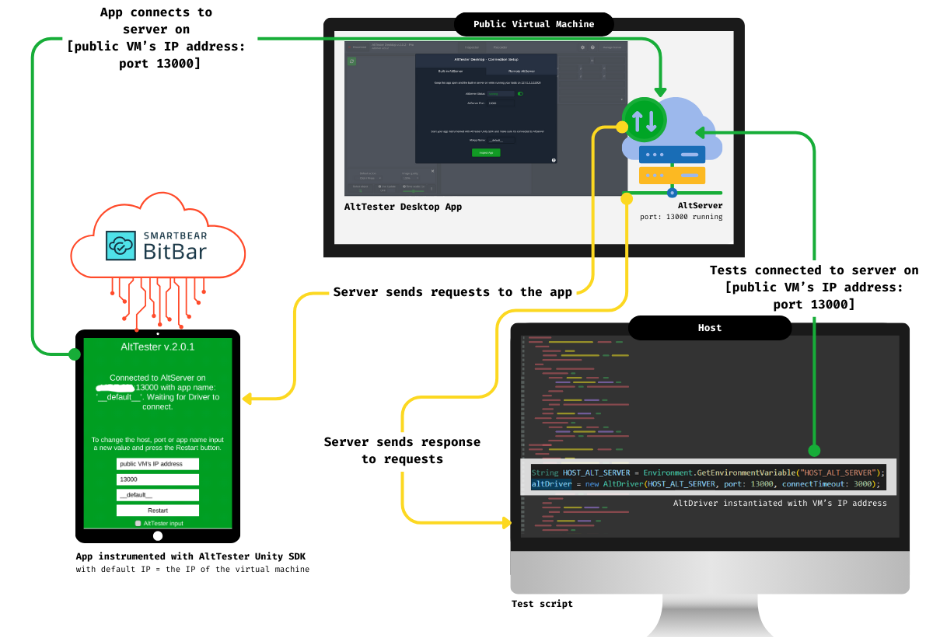 App connects to
server on
[public VM's IP address:
port 13000]
Public Virtual Machine
AltTester Desktop App
AltServer
port: 13000 running
SMARTBEAR
BitBar
Server sends requests to the app
Tests connected to server on
[public VM's IP address:
port 13000]
Host
AltTester v.2.0.1
Connected to AltServer on
13000 with app name:
'__default__'. Waiting for Driver to
connect.
To change the host, port or app name input
a new value and press the Restart button.
public VM's IP address
13000
__default__
Restart
AltTester input
Server sends response
to requests
String HOST_ALT_SERVER = Environment.GetEnvironmentVariable("HOST_ALT_SERVER");
altDriver = new AltDriver(HOST_ALT_SERVER, port: 13000, connectTimeout: 3000);
AltDriver instantiated with VM's IP address
App instrumented with AltTester Unity SDK
with default IP = the IP of the virtual machine
Test script